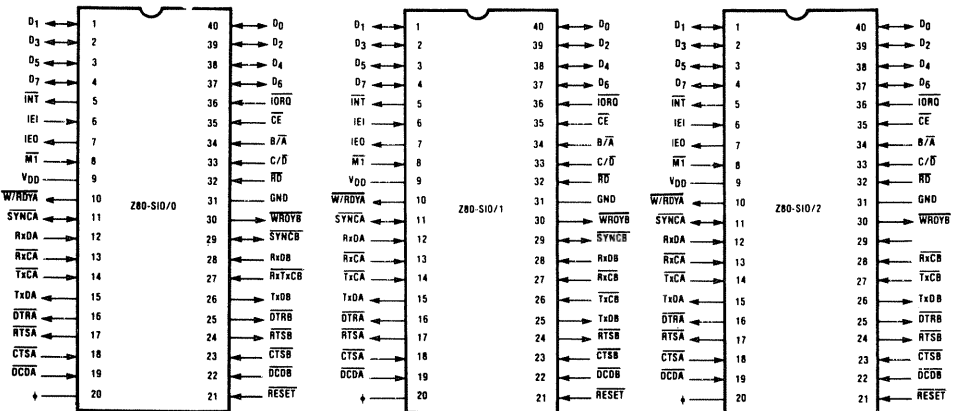 D1 1 40 D0
D3 2 39 D2
D5 3 38 D4
D7 4 37 D6
INT 5 36 IORQ
IEI 6 35 CE
IEO 7 34 B/A
M1 8 33 C/D
VDD 9 32 RD
W/RDYA 10 Z80-SIO/0 31 GND
SYNCA 11 30 WRDYB
RxDA 12 29 SYNCB
RxCA 13 28 RxDB
TxCA 14 27 RxTxCB
TxDA 15 26 TxDB
DTRA 16 25 DTRB
RTSA 17 24 RTSB
CTSA 18 23 CTSB
DCDA 19 22 DCDB
ϕ 20 21 RESET
D1 1 40 D0
D3 2 39 D2
D5 3 38 D4
D7 4 37 D6
INT 5 36 IORQ
IEI 6 35 CE
IEO 7 34 B/A
M1 8 33 C/D
VDD 9 32 RD
W/RDYA 10 Z80-SIO/1 31 GND
SYNCA 11 30 WRDYB
RxDA 12 29 SYNCB
RxCA 13 28 RxDB
TxCA 14 27 RxCB
TxDA 15 26 TxCB
DTRA 16 25 TxDB
RTSA 17 24 RTSB
CTSA 18 23 CTSB
DCDA 19 22 DCDB
ϕ 20 21 RESET
D1 1 40 D0
D3 2 39 D2
D5 3 38 D4
D7 4 37 D6
INT 5 36 IORQ
IEI 6 35 CE
IEO 7 34 B/A
M1 8 33 C/D
VDD 9 32 RD
W/RDYA 10 Z80-SIO/2 31 GND
SYNCA 11 30 WRDYB
RxDA 12 29
RxCA 13 28 RxCB
TxCA 14 27 TxCB
TxDA 15 26 TxDB
DTRA 16 25 DTRB
RTSA 17 24 RTSB
CTSA 18 23 CTSB
DCDA 19 22 DCDB
ϕ 20 21 RESET